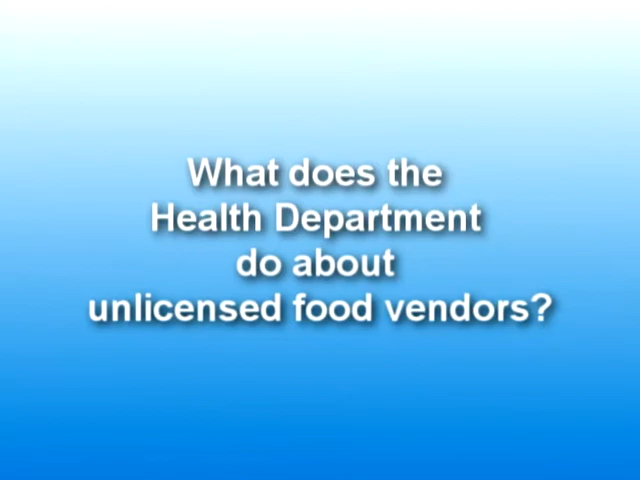 What does the
Health Department
do about
unlicensed food vendors?